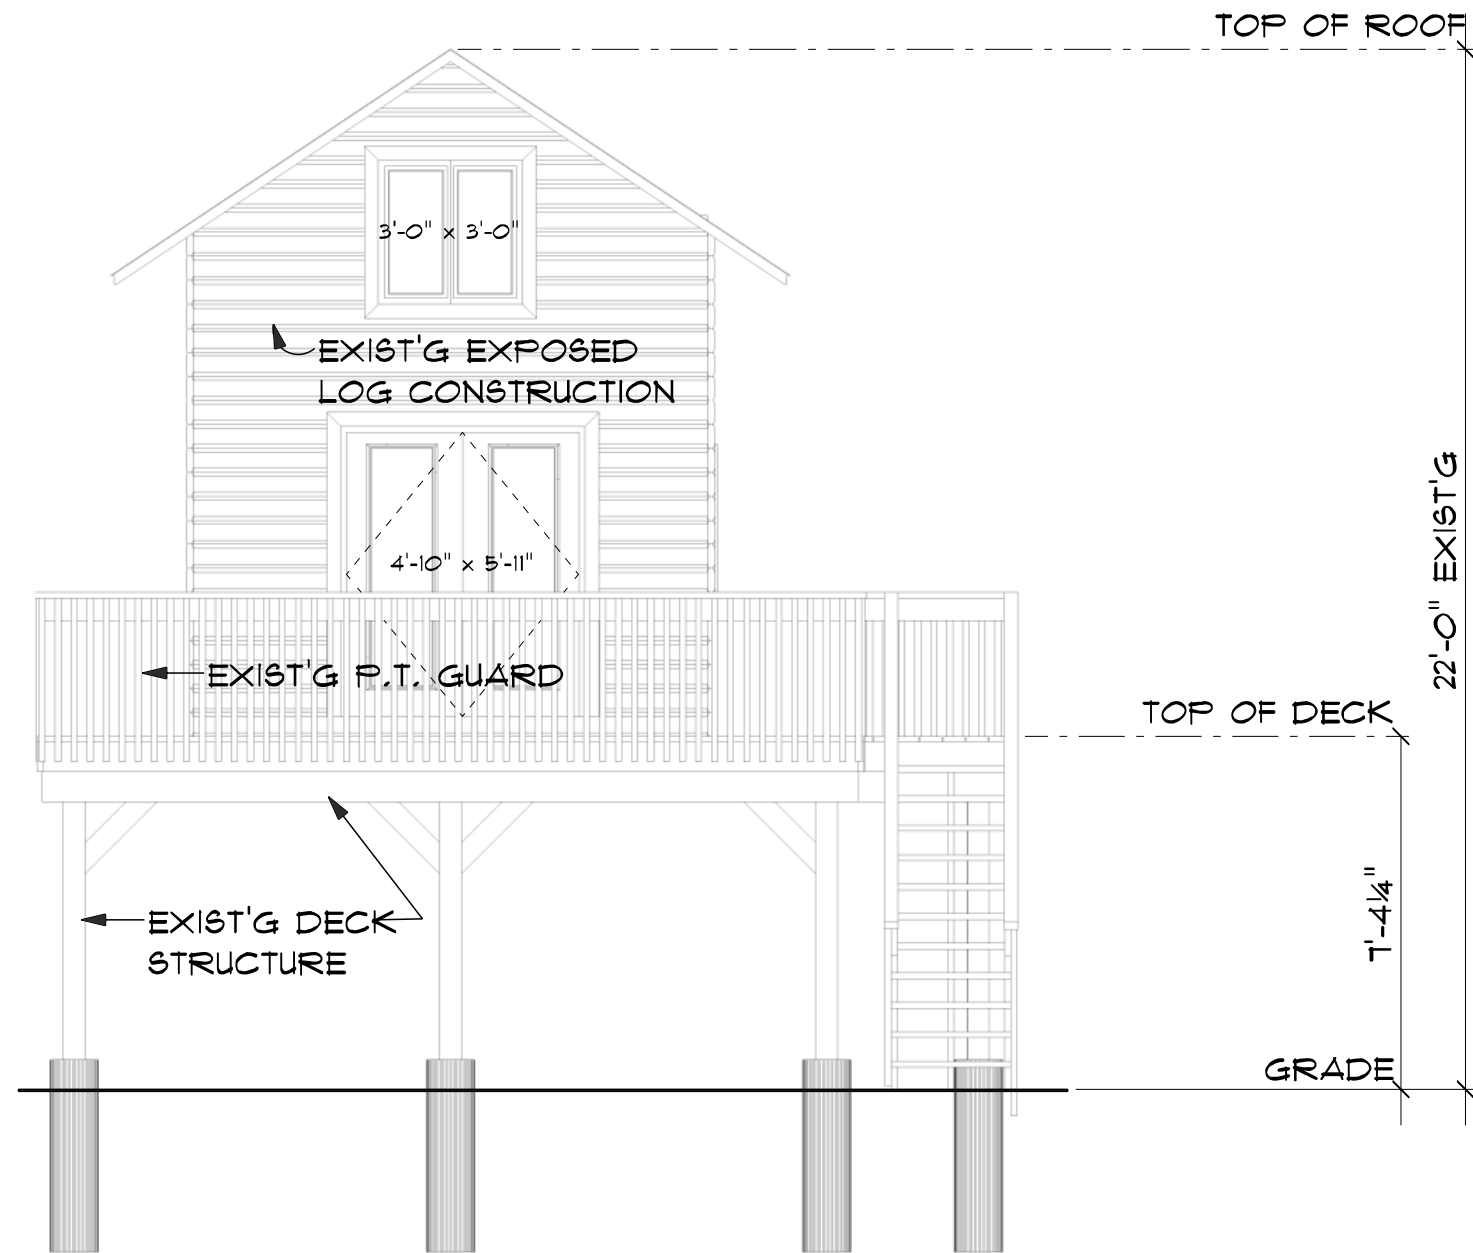 TOP OF ROOF
3'-0" x 3'-0"
EXIST'G EXPOSED
LOG CONSTRUCTION
22'-0" EXIST'G
4'-10" x 5'-11"
EXIST'G P.T. GUARD
TOP OF DECK
7'-4¼"
EXIST'G DECK
STRUCTURE
GRADE